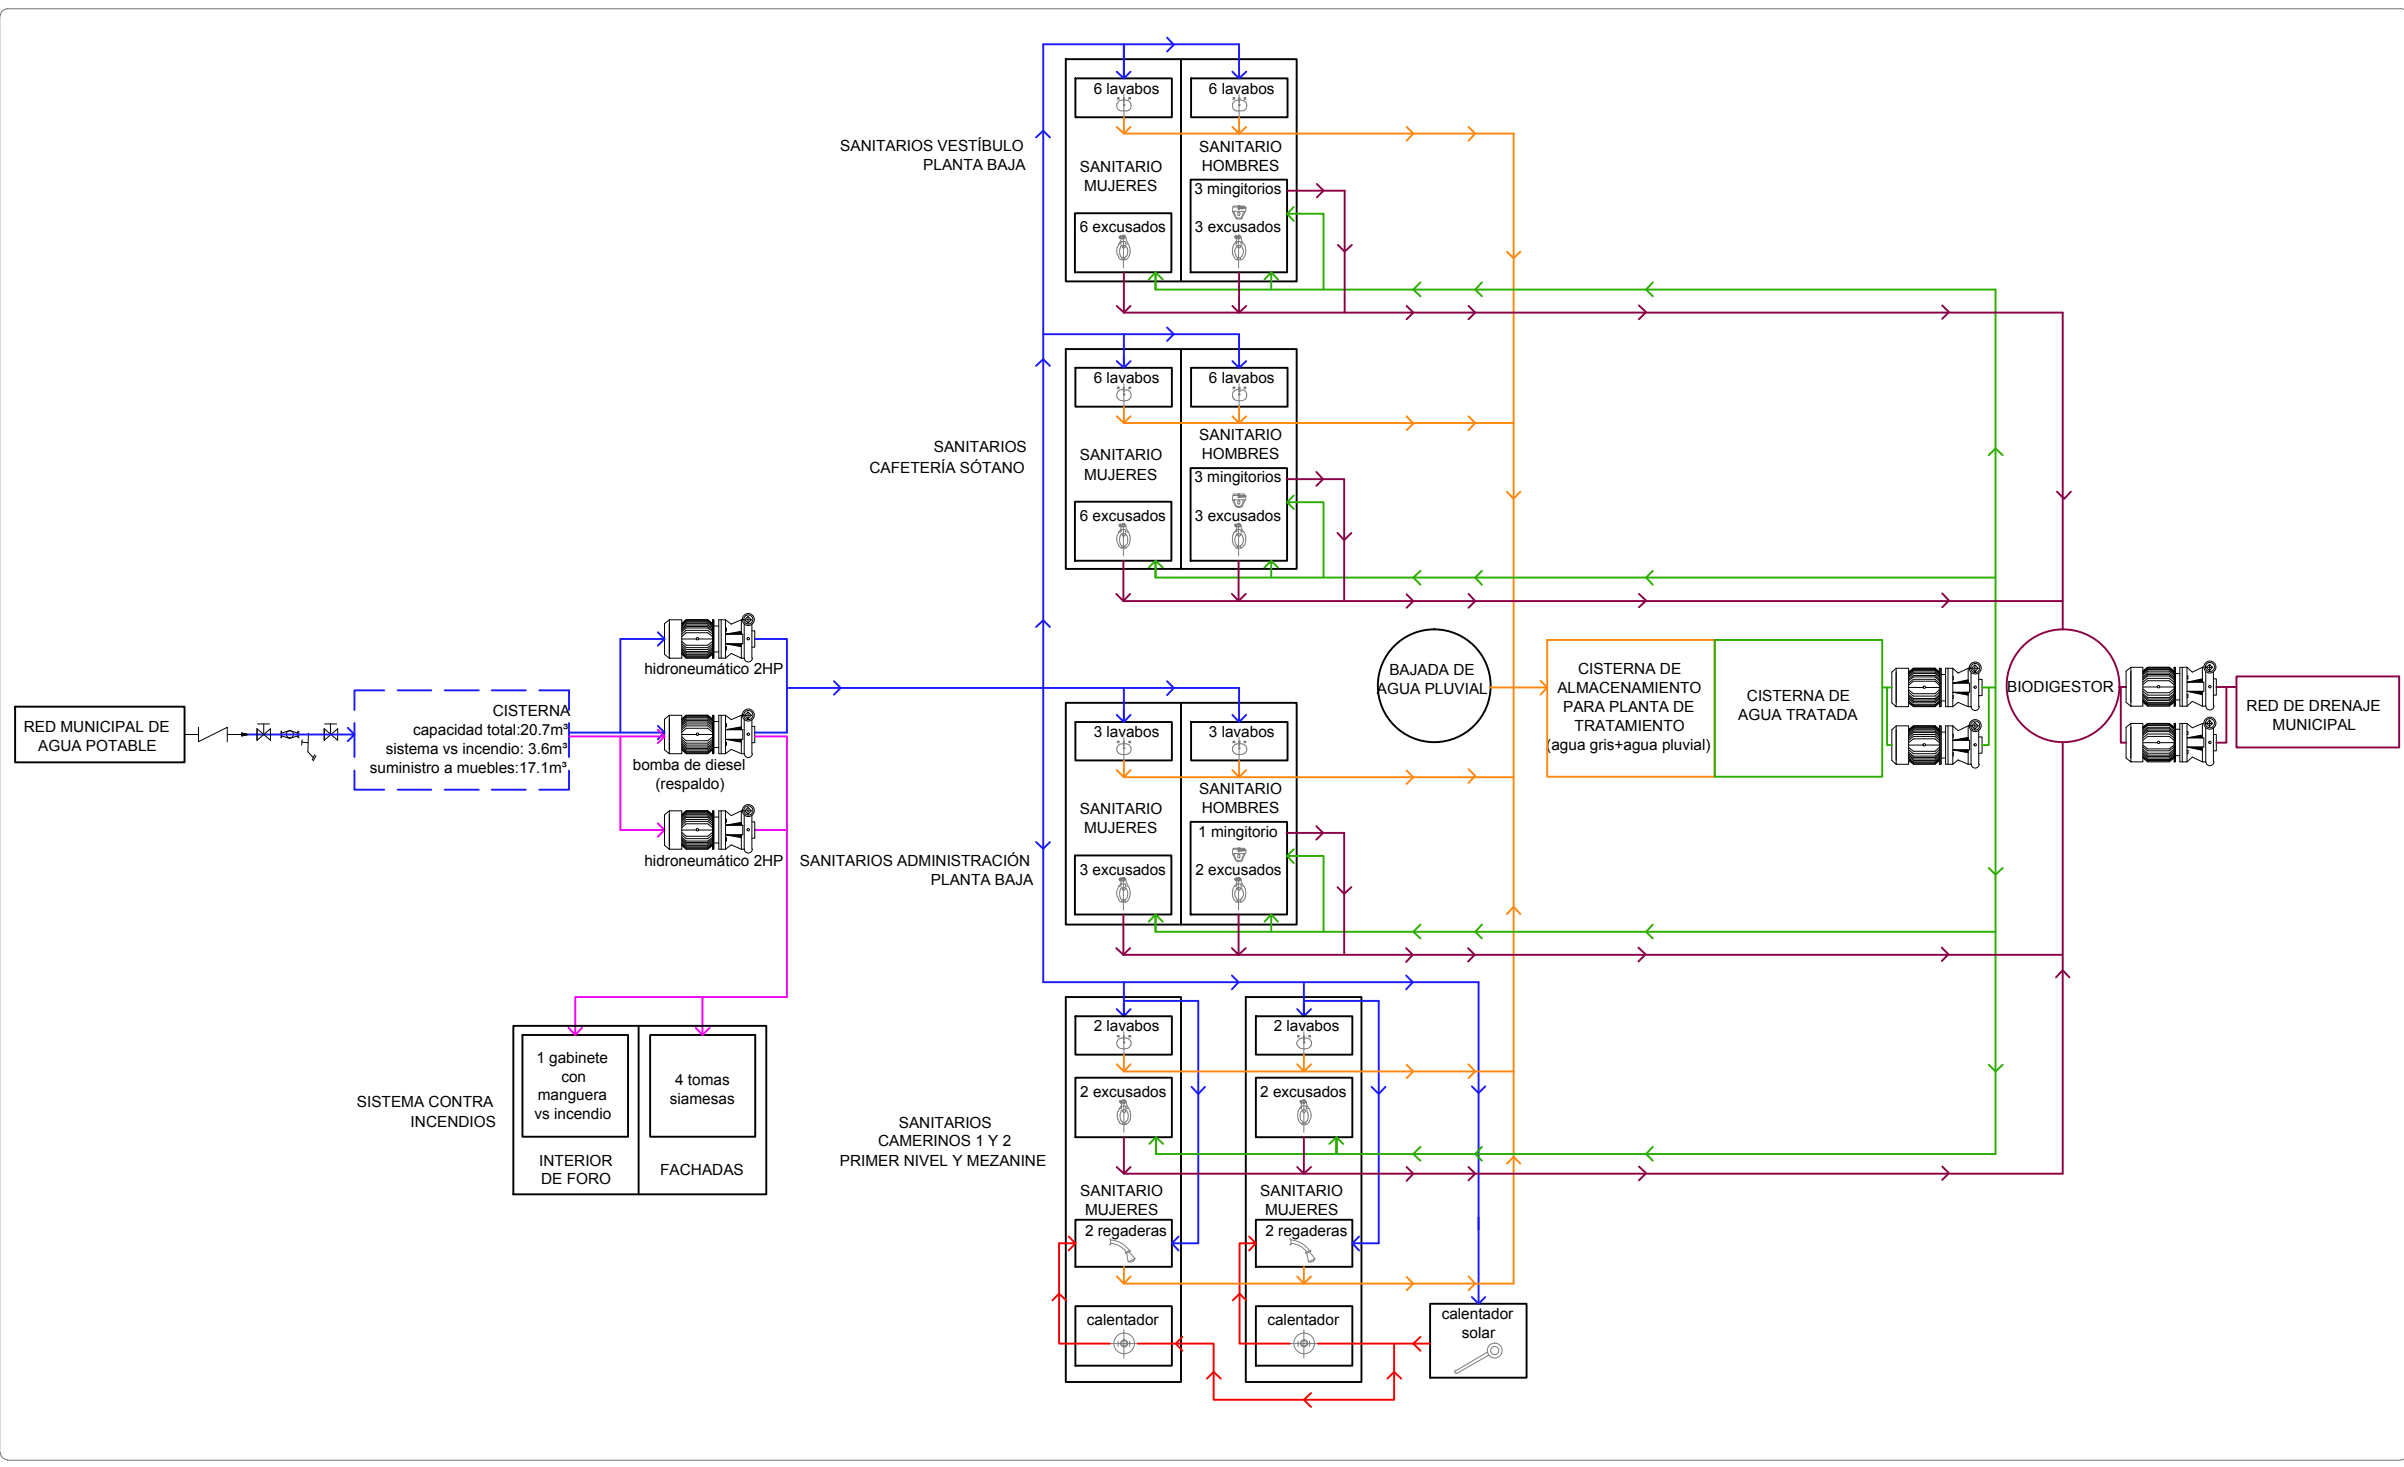 6 lavabos
6 lavabos
SANITARIOS VESTÍBULO
PLANTA BAJA
SANITARIO
MUJERES
SANITARIO
HOMBRES
3 mingitorios
6 excusados
3 excusados
6 lavabos
6 lavabos
SANITARIOS
CAFETERÍA SÓTANO
SANITARIO
MUJERES
SANITARIO
HOMBRES
3 mingitorios
6 excusados
3 excusados
RED MUNICIPAL DE
AGUA POTABLE
CISTERNA
capacidad total:20.7m³
sistema vs incendio: 3.6m³
suministro a muebles:17.1m³
hidroneumático 2HP
bomba de diesel
(respaldo)
hidroneumático 2HP
BAJADA DE
AGUA PLUVIAL
CISTERNA DE
ALMACENAMIENTO
PARA PLANTA DE
TRATAMIENTO
(agua gris+agua pluvial)
CISTERNA DE
AGUA TRATADA
BIODIGESTOR
RED DE DRENAJE
MUNICIPAL
3 lavabos
3 lavabos
SANITARIOS ADMINISTRACIÓN
PLANTA BAJA
SANITARIO
MUJERES
SANITARIO
HOMBRES
1 mingitorio
3 excusados
2 excusados
SISTEMA CONTRA
INCENDIOS
1 gabinete
con
manguera
vs incendio
INTERIOR
DE FORO
4 tomas
siamesas
FACHADAS
SANITARIOS
CAMERINOS 1 Y 2
PRIMER NIVEL Y MEZANINE
2 lavabos
2 excusados
SANITARIO
MUJERES
2 regaderas
calentador
2 lavabos
2 excusados
SANITARIO
MUJERES
2 regaderas
calentador
calentador
solar